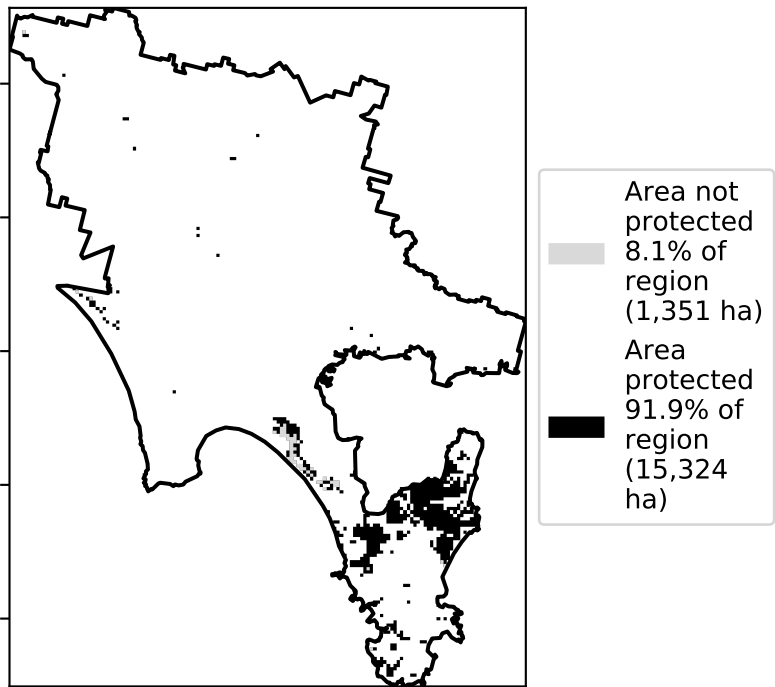 Area not
protected
8.1% of
region
(1,351 ha)
Area
protected
91.9% of
region
(15,324
ha)